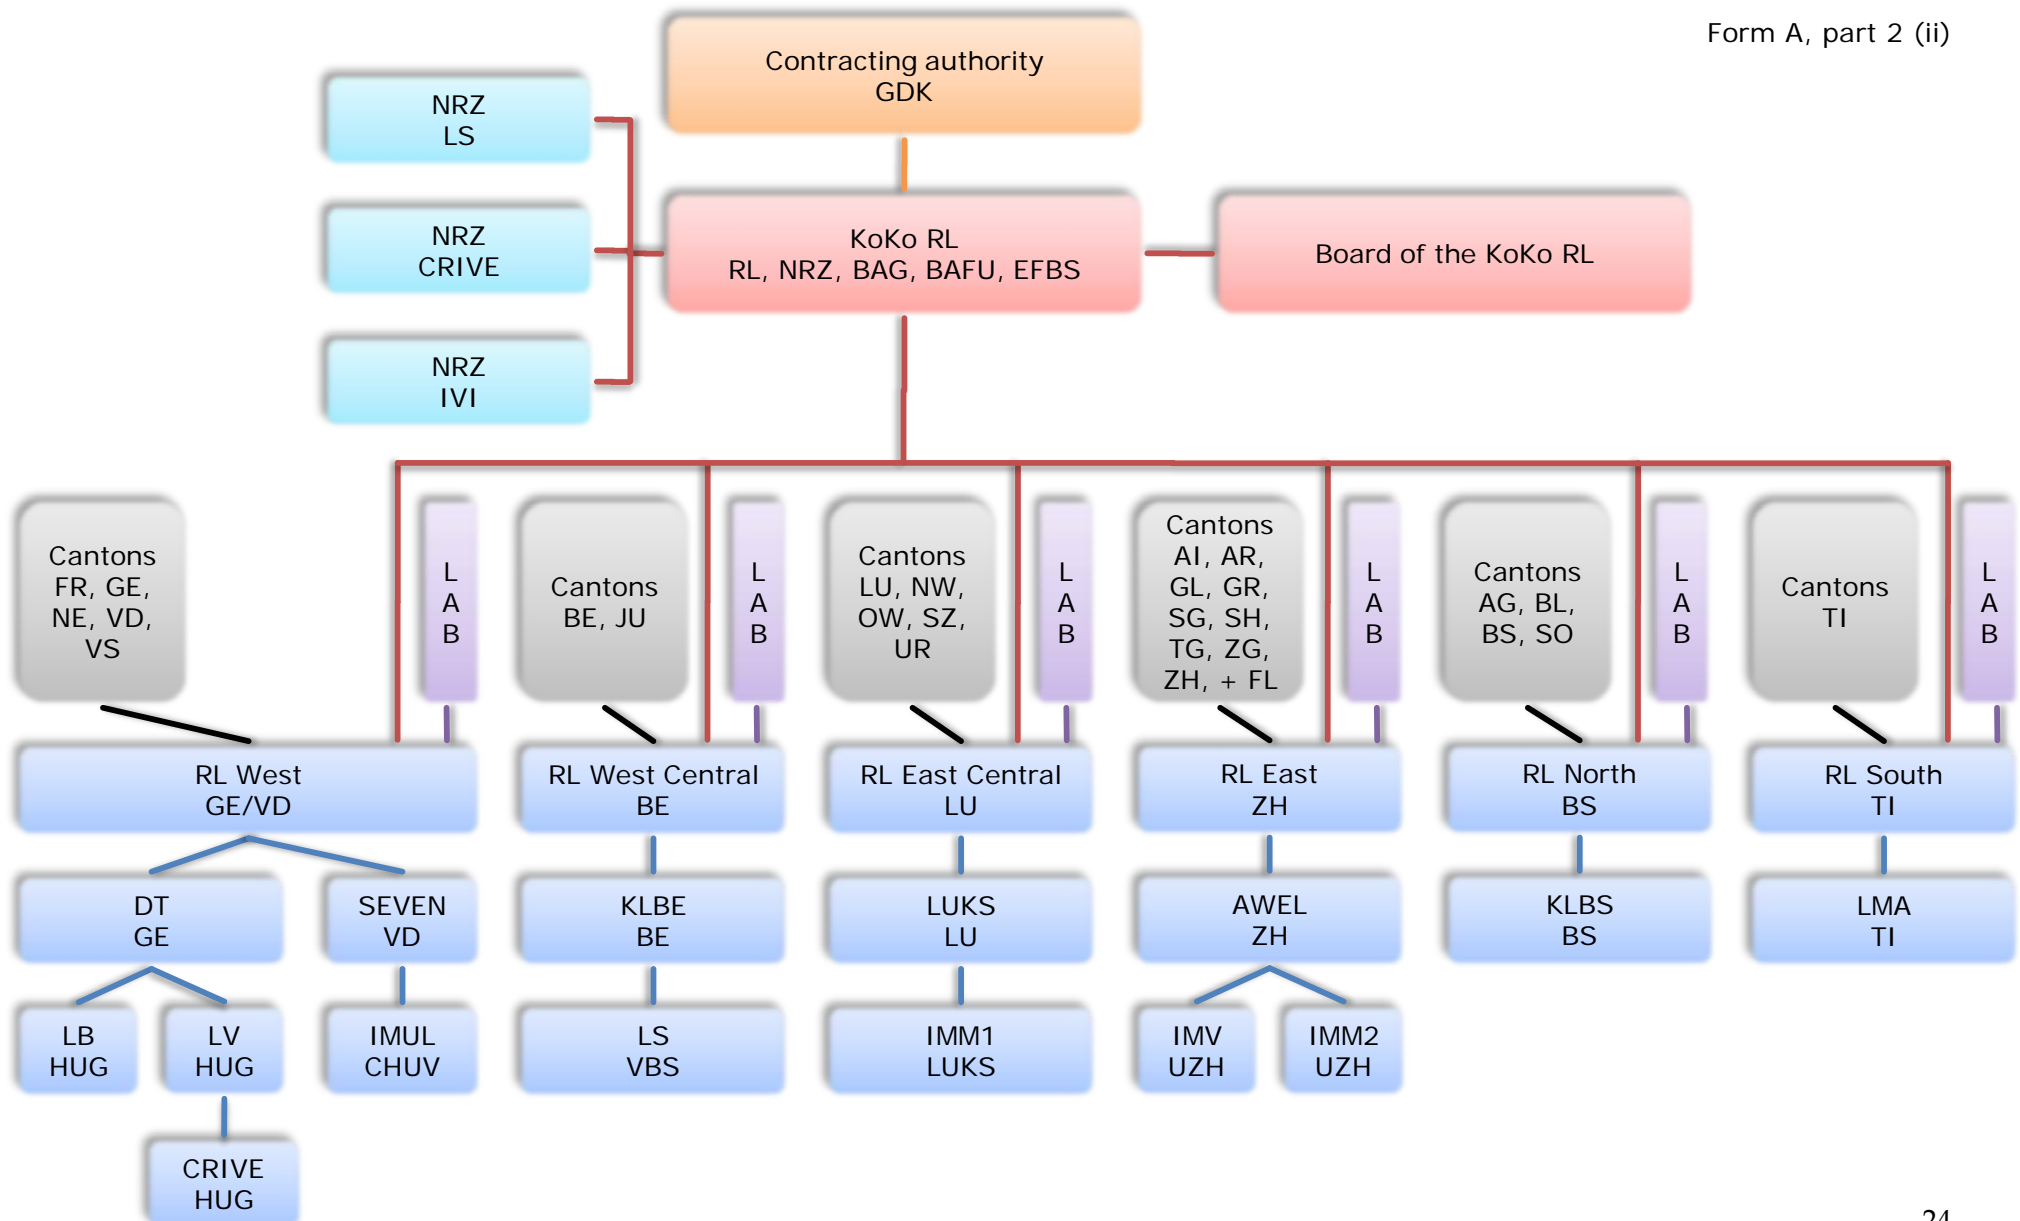 Form A, part 2 (ii)
Contracting authority
GDK
NRZ
LS
NRZ
CRIVE
NRZ
IVI
KoKo RL
RL, NRZ, BAG, BAFU, EFBS
Board of the KoKo RL
Cantons
FR, GE,
NE, VD,
VS
L
A
B
Cantons
BE, JU
L
A
B
Cantons
LU, NW,
OW, SZ,
UR
L
A
B
Cantons
AI, AR,
GL, GR,
SG, SH,
TG, ZG,
ZH, + FL
L
A
B
Cantons
AG, BL,
BS, SO
L
A
B
Cantons
TI
L
A
B
RL West
GE/VD
RL West Central
BE
RL East Central
LU
RL East
ZH
RL North
BS
RL South
TI
DT
GE
SEVEN
VD
KLBE
BE
LUKS
LU
AWEL
ZH
KLBS
BS
LMA
TI
LB
HUG
LV
HUG
IMUL
CHUV
LS
VBS
IMM1
LUKS
IMV
UZH
IMM2
UZH
CRIVE
HUG
24